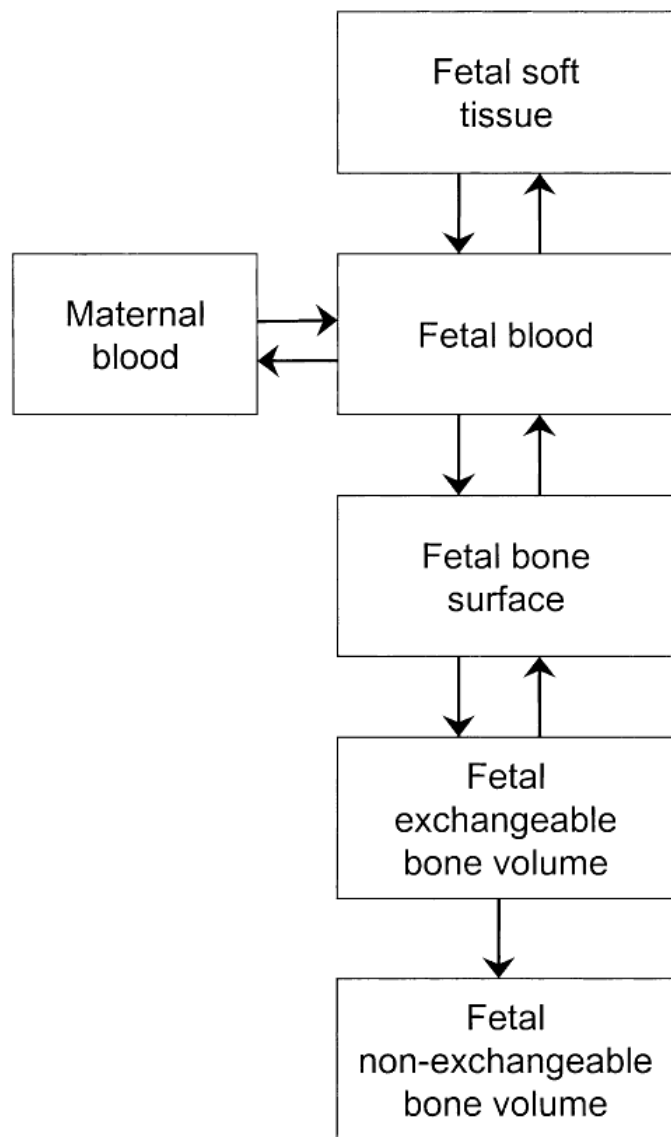 Fetal soft
tissue
Maternal
blood
Fetal blood
Fetal bone
surface
Fetal
exchangeable
bone volume
Fetal
non-exchangeable
bone volume